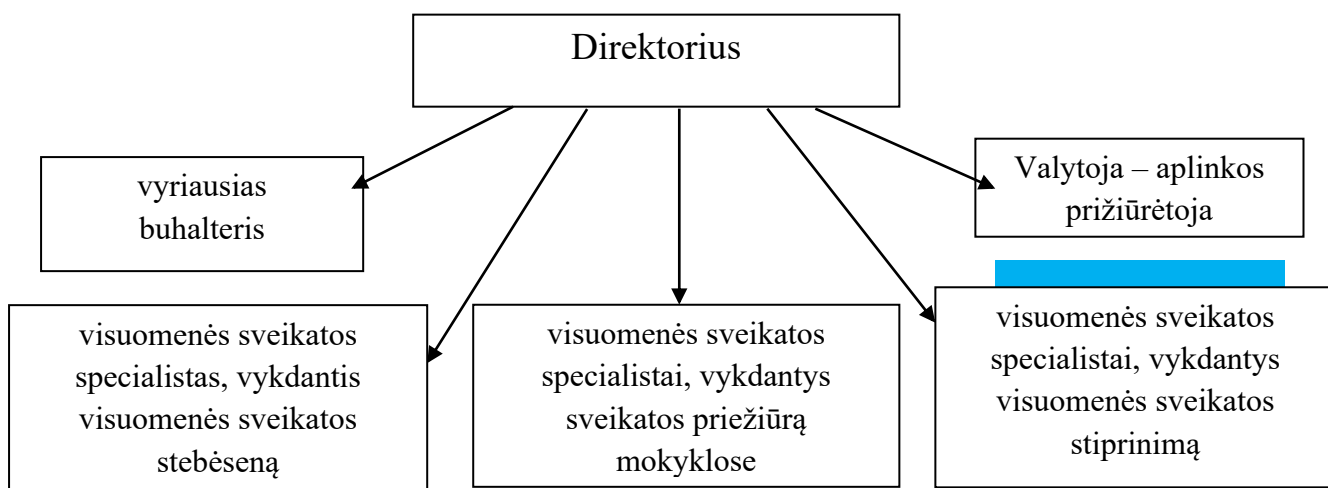 Direktorius
vyriausias
buhalteris
Valytoja – aplinkos
prižiūrėtoja
visuomenės sveikatos
specialistas, vykdantis
visuomenės sveikatos
stebėseną
visuomenės sveikatos
specialistai, vykdantys
sveikatos priežiūrą
mokyklose
visuomenės sveikatos
specialistai, vykdantys
visuomenės sveikatos
stiprinimą